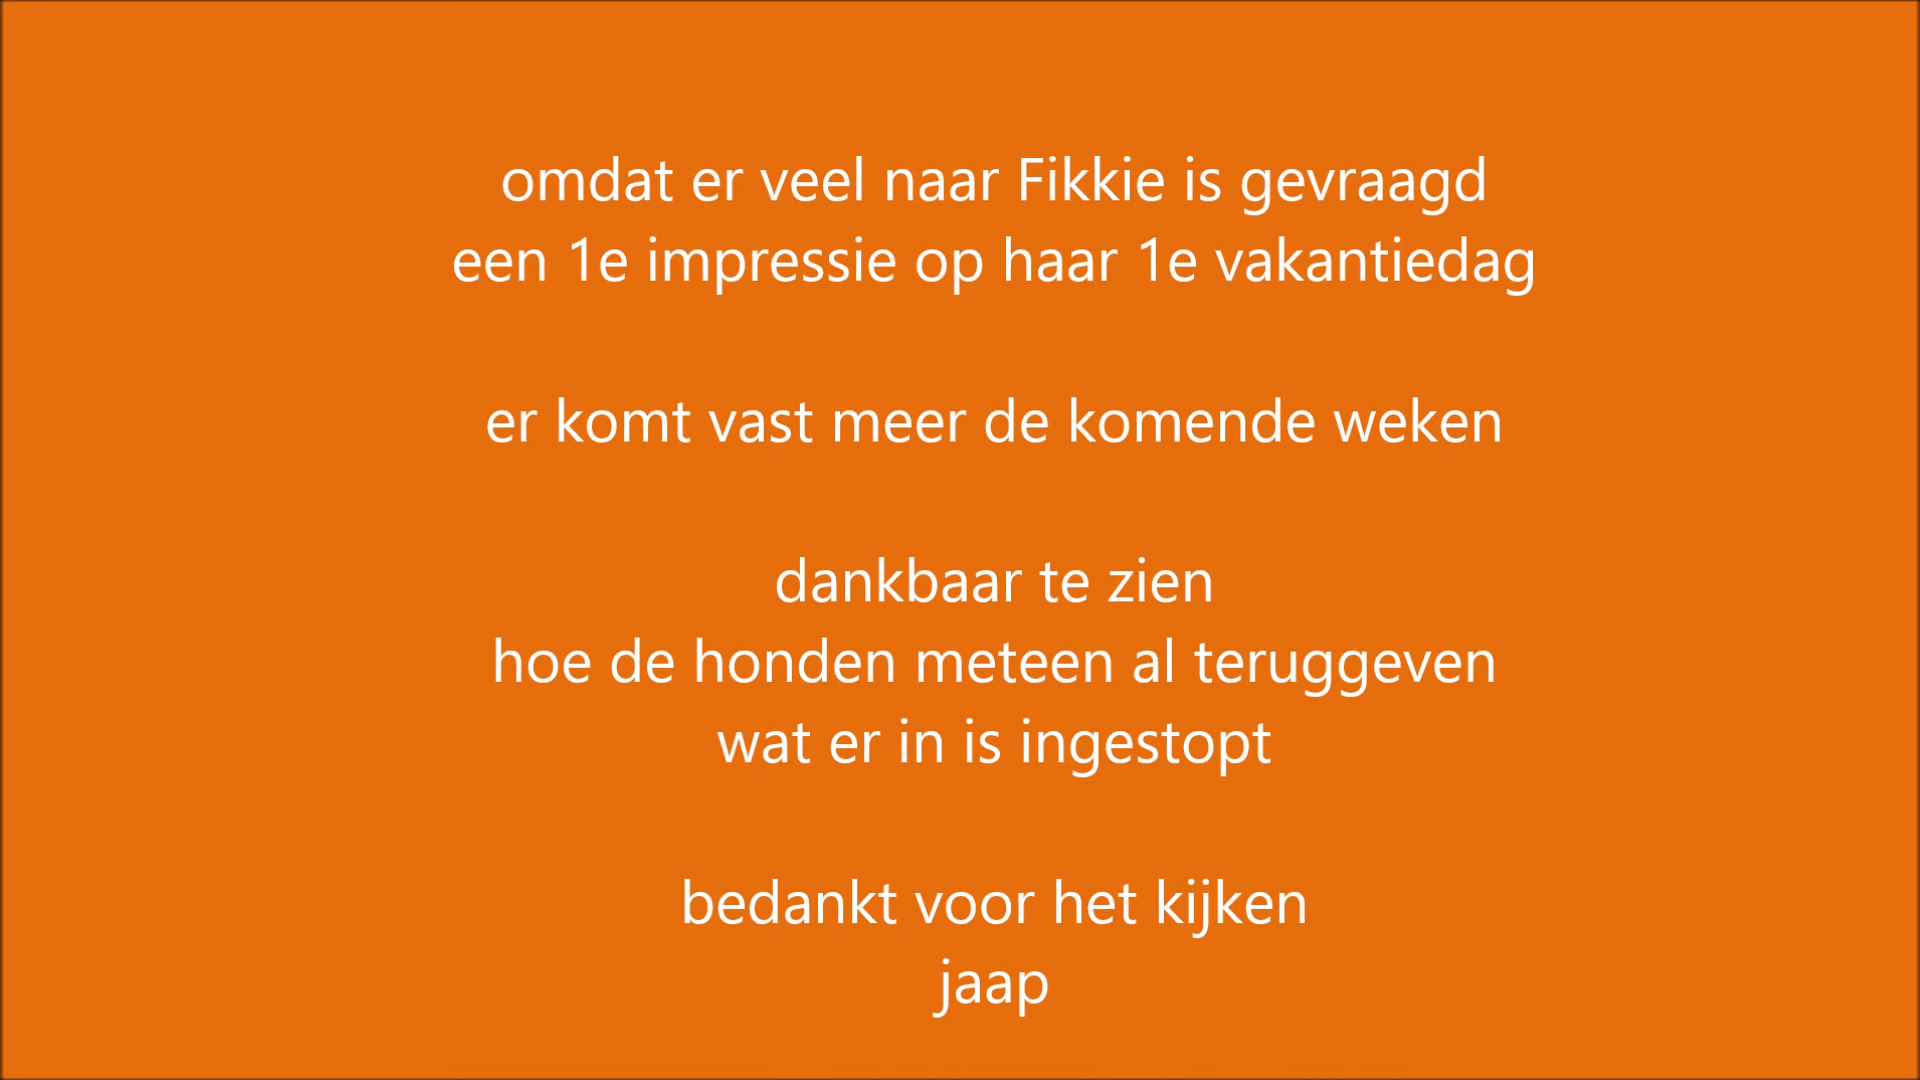 omdat er veel naar Fikkie is gevraagd
een 1e impressie op haar 1e vakantiedag
er komt vast meer de komende weken
dankbaar te zien
hoe de honden meteen al teruggeven
wat er in is ingestopt
bedankt voor het kijken
jaap